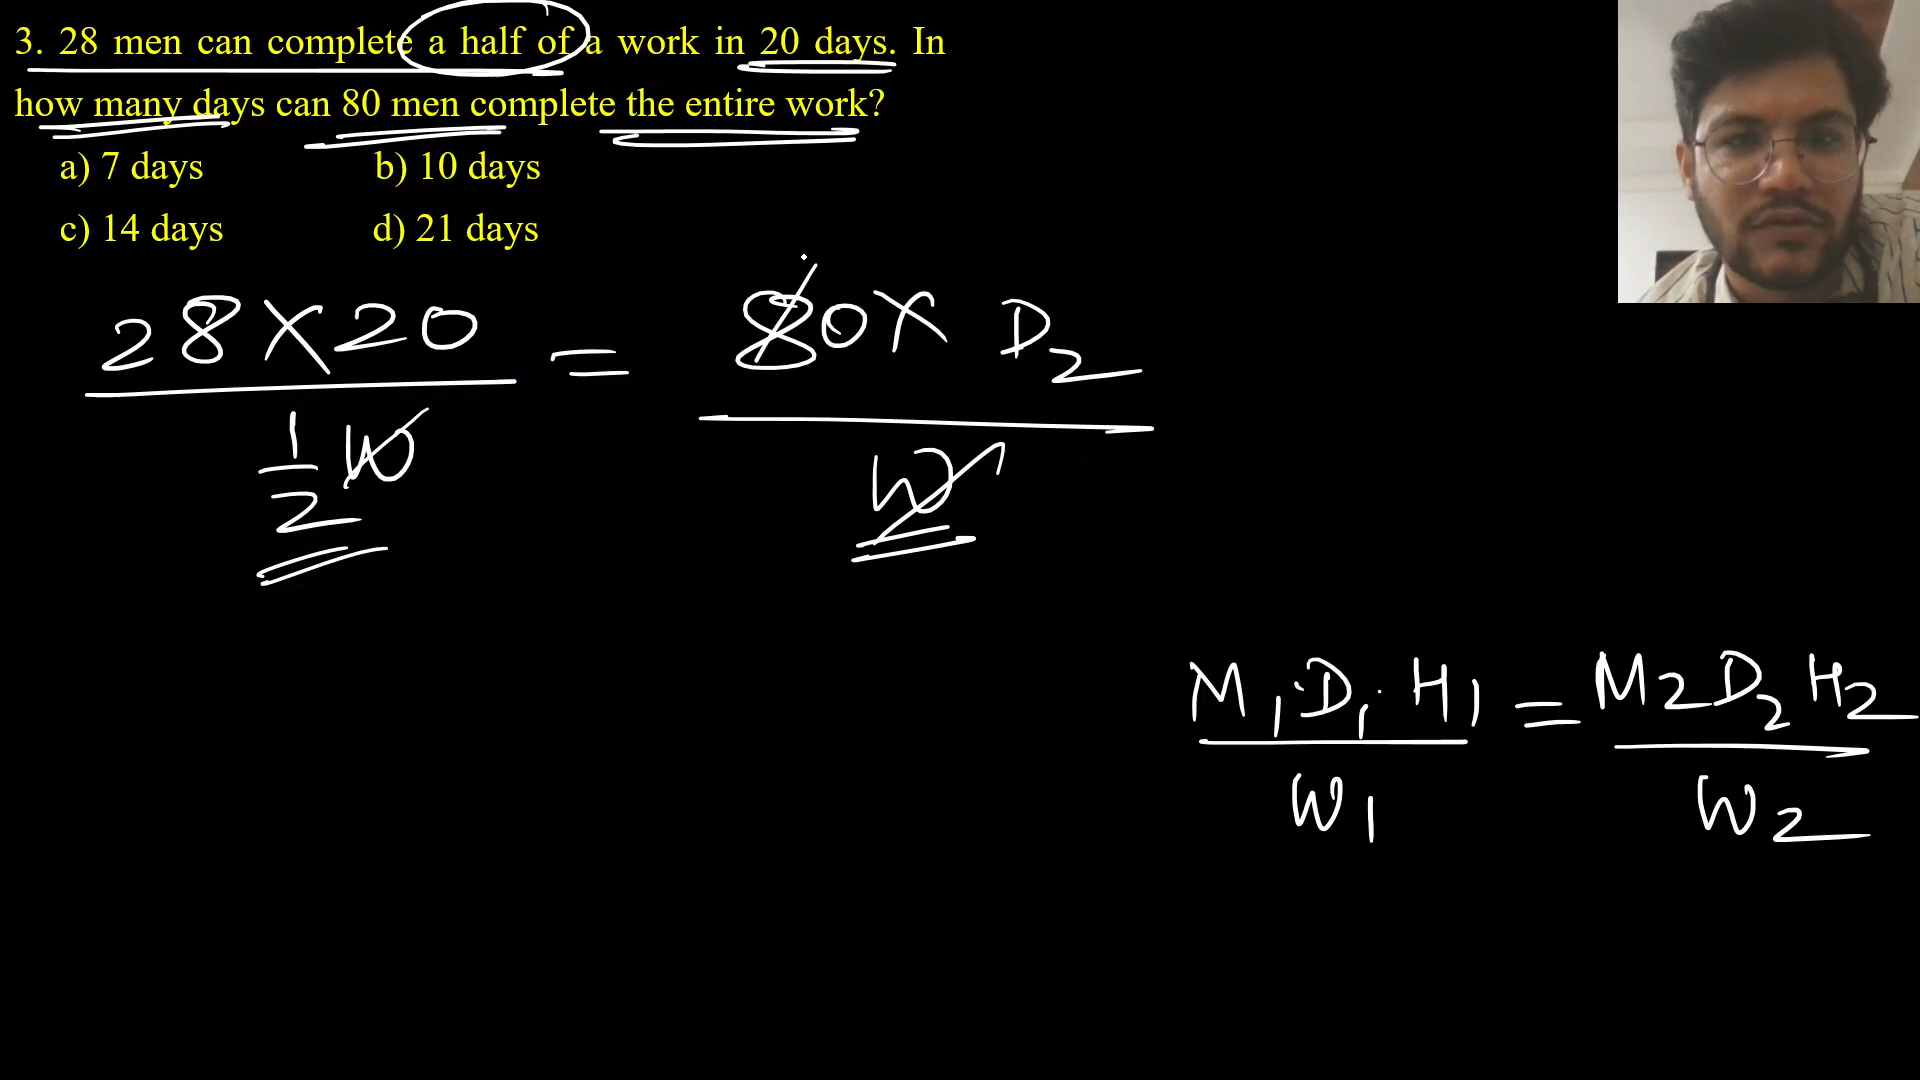 3. 28 men can complete a half of a work in 20 days. In
how many days can 80 men complete the entire work?
a) 7 days b) 10 days
c) 14 days d) 21 days
28 X 20 = 80 X D2
1/2 W W
M1 . D1 . H1 = M2 D2 H2
W1 W2